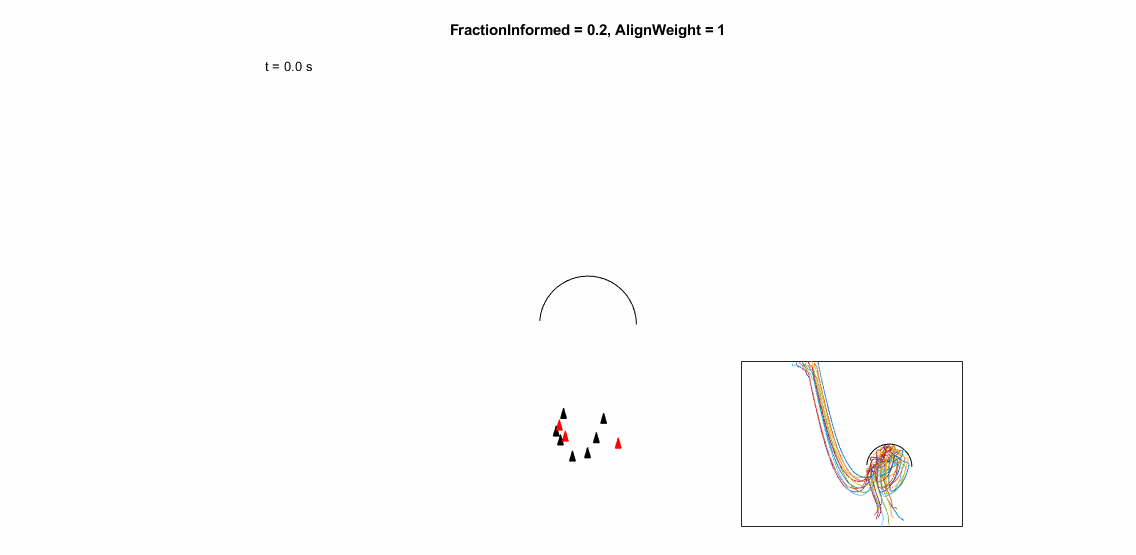 FractionInformed = 0.2, AlignWeight = 1
t = 0.0 s